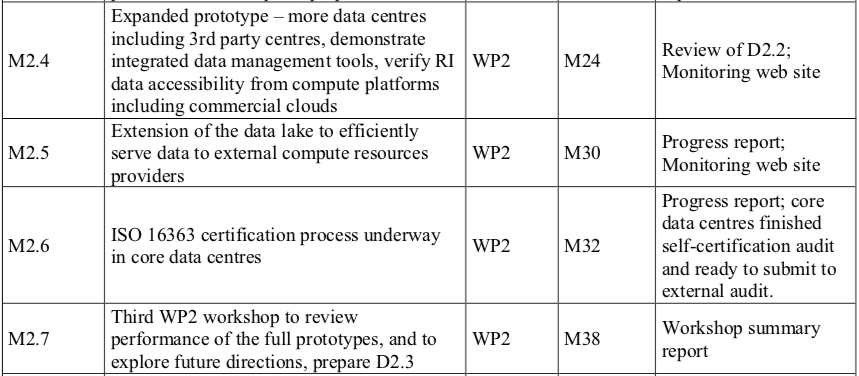 M2.4
Expanded prototype – more data centres
including 3rd party centres, demonstrate
integrated data management tools, verify RI
data accessibility from compute platforms
including commercial clouds
WP2
M24
Review of D2.2;
Monitoring web site
M2.5
Extension of the data lake to efficiently
serve data to external compute resources
providers
WP2
M30
Progress report;
Monitoring web site
M2.6
ISO 16363 certification process underway
in core data centres
WP2
M32
Progress report; core
data centres finished
self-certification audit
and ready to submit to
external audit.
M2.7
Third WP2 workshop to review
performance of the full prototypes, and to
explore future directions, prepare D2.3
WP2
M38
Workshop summary
report